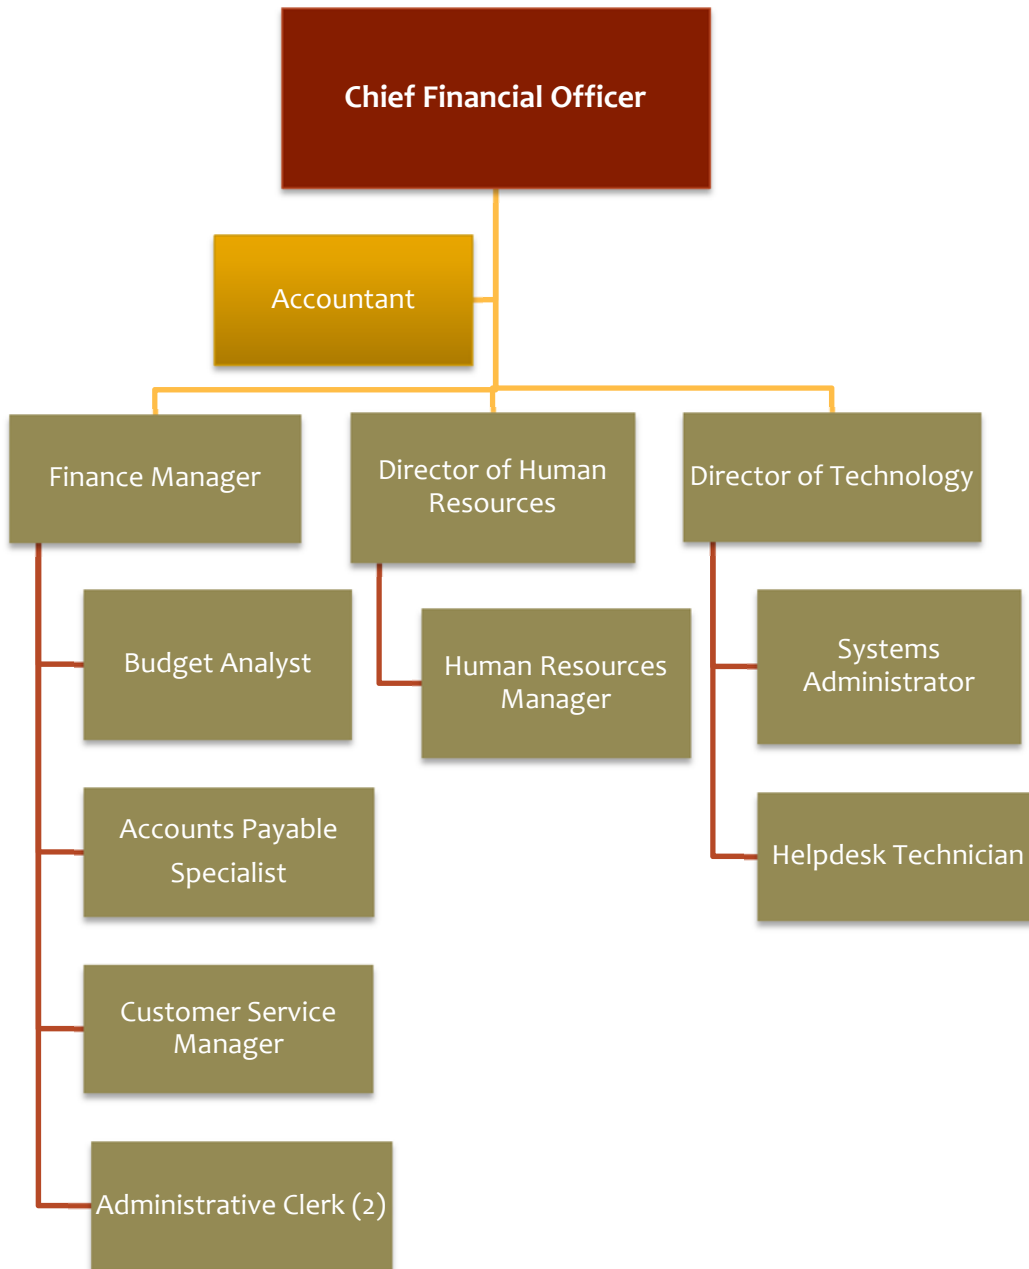 Chief Financial Officer
Accountant
Finance Manager
Director of Human
Resources
Director of Technology
Budget Analyst
Human Resources
Manager
Systems
Administrator
Accounts Payable
Specialist
Helpdesk Technician
Customer Service
Manager
Administrative Clerk (2)